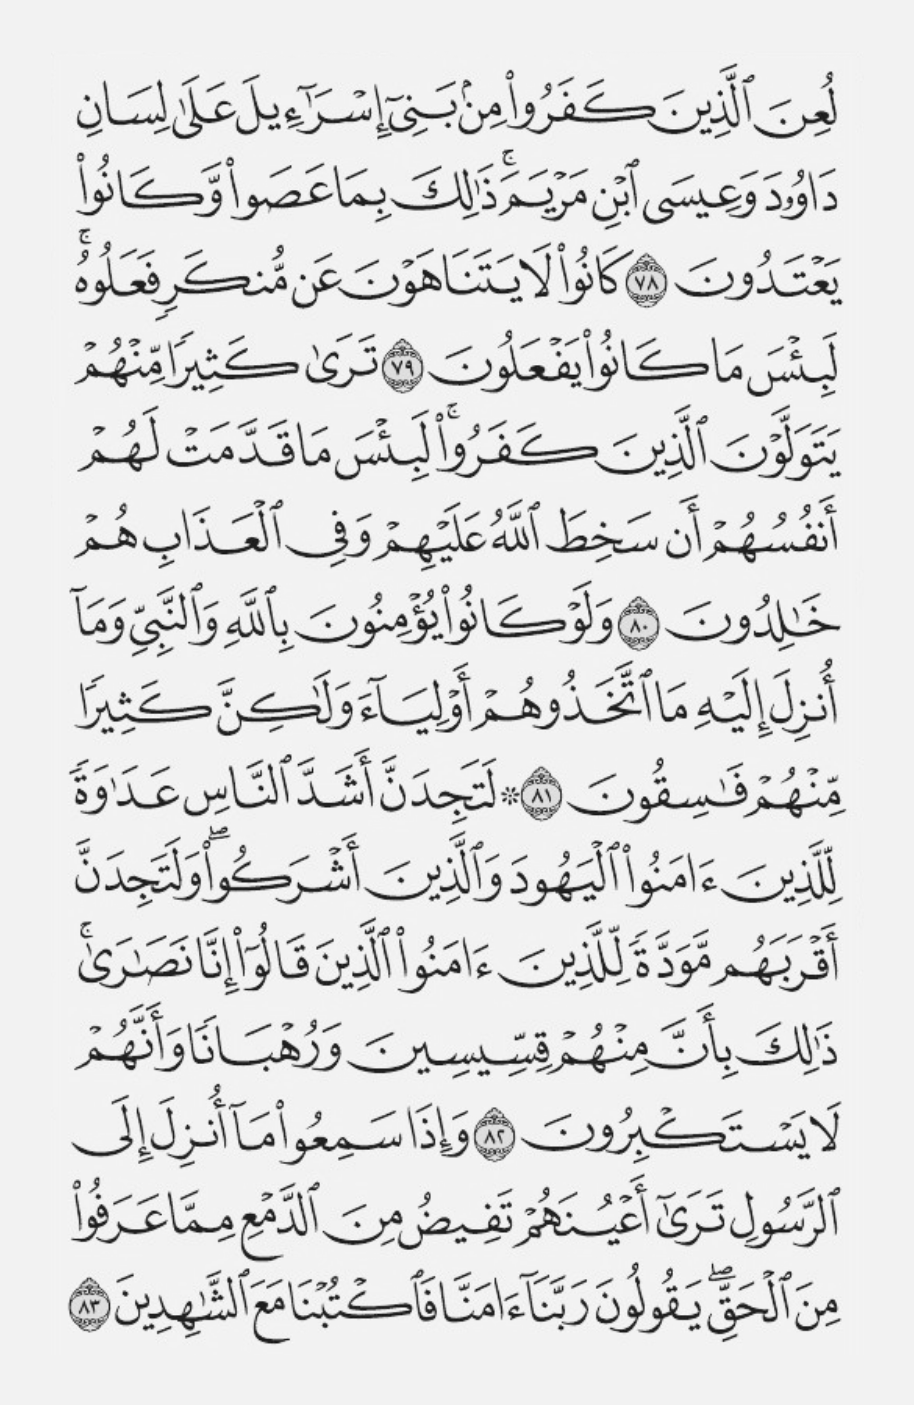 لُعِنَ ٱلَّذِينَ كَفَرُوا۟ مِنۢ بَنِىٓ إِسْرَٰٓءِيلَ عَلَىٰ لِسَانِ
دَاوُۥدَ وَعِيسَى ٱبْنِ مَرْيَمَ ۚ ذَٰلِكَ بِمَا عَصَوا۟ وَّكَانُوا۟
يَعْتَدُونَ ٧٨ كَانُوا۟ لَا يَتَنَاهَوْنَ عَن مُّنكَرٍ فَعَلُوهُ ۚ
لَبِئْسَ مَا كَانُوا۟ يَفْعَلُونَ ٧٩ تَرَىٰ كَثِيرًا مِّنْهُمْ
يَتَوَلَّوْنَ ٱلَّذِينَ كَفَرُوا۟ ۚ لَبِئْسَ مَا قَدَّمَتْ لَهُمْ
أَنفُسُهُمْ أَن سَخِطَ ٱللَّهُ عَلَيْهِمْ وَفِى ٱلْعَذَابِ هُمْ
خَٰلِدُونَ ٨٠ وَلَوْ كَانُوا۟ يُؤْمِنُونَ بِٱللَّهِ وَٱلنَّبِىِّ وَمَآ
أُنزِلَ إِلَيْهِ مَا ٱتَّخَذُوهُمْ أَوْلِيَآءَ وَلَٰكِنَّ كَثِيرًا
مِّنْهُمْ فَٰسِقُونَ ٨١ ۞ لَتَجِدَنَّ أَشَدَّ ٱلنَّاسِ عَدَٰوَةً
لِّلَّذِينَ ءَامَنُوا۟ ٱلْيَهُودَ وَٱلَّذِينَ أَشْرَكُوا۟ ۖ وَلَتَجِدَنَّ
أَقْرَبَهُم مَّوَدَّةً لِّلَّذِينَ ءَامَنُوا۟ ٱلَّذِينَ قَالُوٓا۟ إِنَّا نَصَٰرَىٰ ۚ
ذَٰلِكَ بِأَنَّ مِنْهُمْ قِسِّيسِينَ وَرُهْبَانًا وَأَنَّهُمْ
لَا يَسْتَكْبِرُونَ ٨٢ وَإِذَا سَمِعُوا۟ مَآ أُنزِلَ إِلَى
ٱلرَّسُولِ تَرَىٰٓ أَعْيُنَهُمْ تَفِيضُ مِنَ ٱلدَّمْعِ مِمَّا عَرَفُوا۟
مِنَ ٱلْحَقِّ ۖ يَقُولُونَ رَبَّنَآ ءَامَنَّا فَٱكْتُبْنَا مَعَ ٱلشَّٰهِدِينَ ٨٣